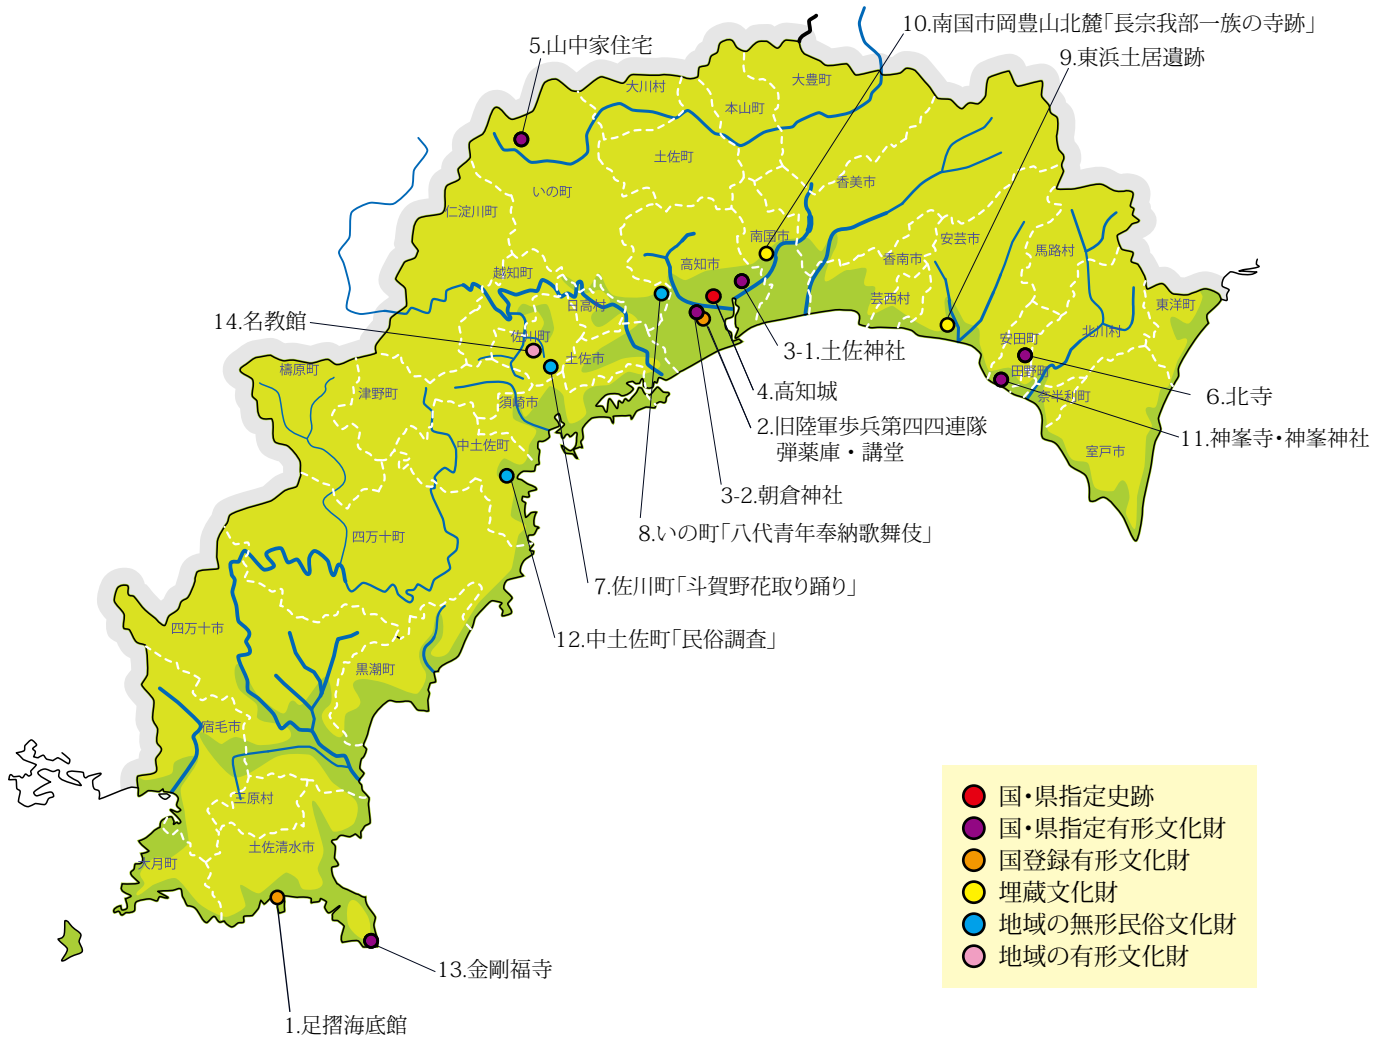 10.南国市岡豊山北麓「長宗我部一族の寺跡」
5.山中家住宅
9.東浜土居遺跡
大豊町
大川村
本山町
土佐町
香美市
いの町
仁淀川町
南国市
安芸市
馬路村
高知市
香南市
越知町
芸西村
日高村
東洋町
14.名教館
佐川町
北川村
安田町
3-1.土佐神社
土佐市
檮原町
田野町
津野町
4.高知城
奈半利町
6.北寺
須崎市
2.旧陸軍歩兵第四四連隊
弾薬庫・講堂
11.神峯寺・神峯神社
中土佐町
室戸市
3-2.朝倉神社
8.いの町「八代青年奉納歌舞伎」
四万十町
7.佐川町「斗賀野花取り踊り」
四万十市
12.中土佐町「民俗調査」
黒潮町
宿毛市
三原村
土佐清水市
大月町
13.金剛福寺
1.足摺海底館
国・県指定史跡
国・県指定有形文化財
国登録有形文化財
埋蔵文化財
地域の無形民俗文化財
地域の有形文化財